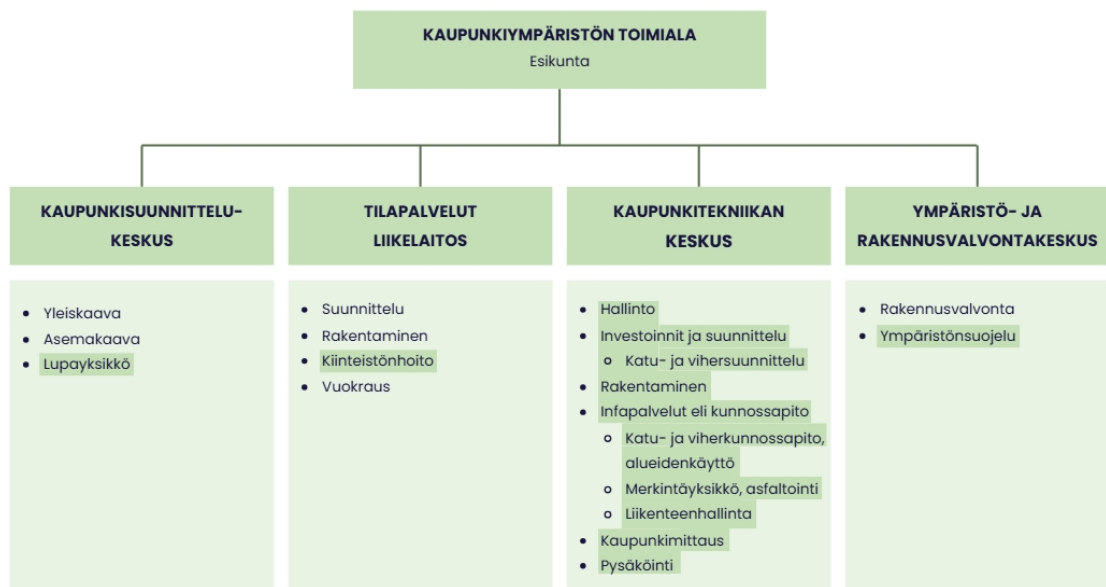 KAUPUNKIYMPÄRISTÖN TOIMIALA
Esikunta
KAUPUNKISUUNNITTELU-
KESKUS
Yleiskaava
Asemakaava
Lupayksikkö
TILAPALVELUT
LIIKELAITOS
Suunnittelu
Rakentaminen
Kiinteistönhoito
Vuokraus
KAUPUNKITEKNIIKAN
KESKUS
Hallinto
Investoinnit ja suunnittelu
Katu- ja vihersuunnittelu
Rakentaminen
Infapalvelut eli kunnossapito
Katu- ja viherkunnossapito,
alueidenkäyttö
Merkintäyksikkö, asfaltointi
Liikenteenhallinta
Kaupunkimittaus
Pysäköinti
YMPÄRISTÖ- JA
RAKENNUSVALVONTAKESKUS
Rakennusvalvonta
Ympäristönsuojelu